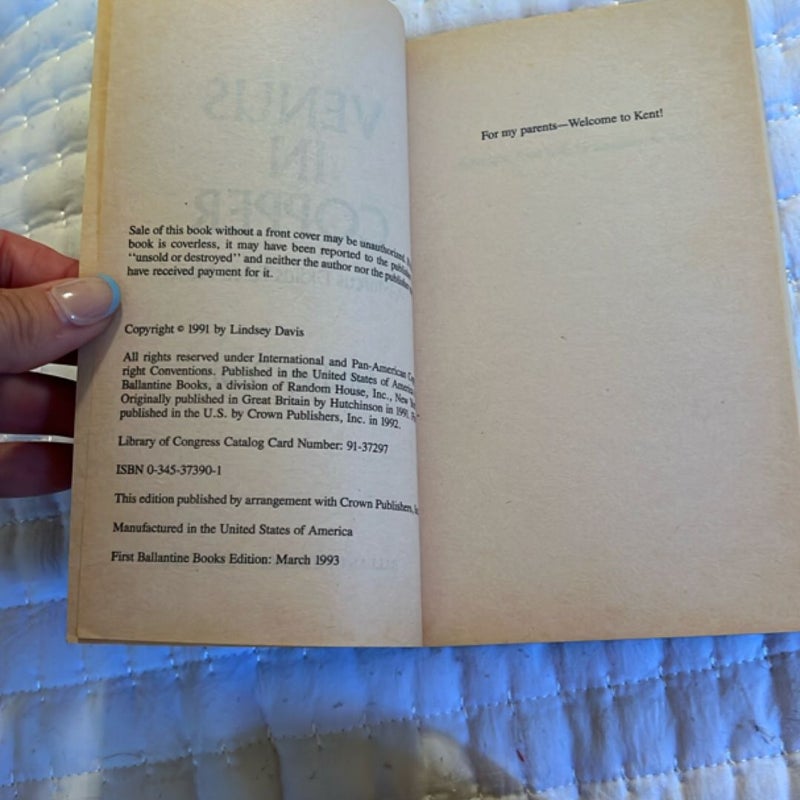 Sale of this book without a front cover may be unauthorized.
book is coverless, it may have been reported to the publisher
"unsold or destroyed" and neither the author nor the publisher
have received payment for it.
Copyright © 1991 by Lindsey Davis
All rights reserved under International and Pan-American Cop
right Conventions. Published in the United States of America
Ballantine Books, a division of Random House, Inc., New
Originally published in Great Britain by Hutchinson in 1991.
published in the U.S. by Crown Publishers, Inc. in 1992.
Library of Congress Catalog Card Number: 91-37297
ISBN 0-345-37390-1
This edition published by arrangement with Crown Publishers,
Manufactured in the United States of America
First Ballantine Books Edition: March 1993
For my parents—Welcome to Kent!
VENUS
IN
COPPER